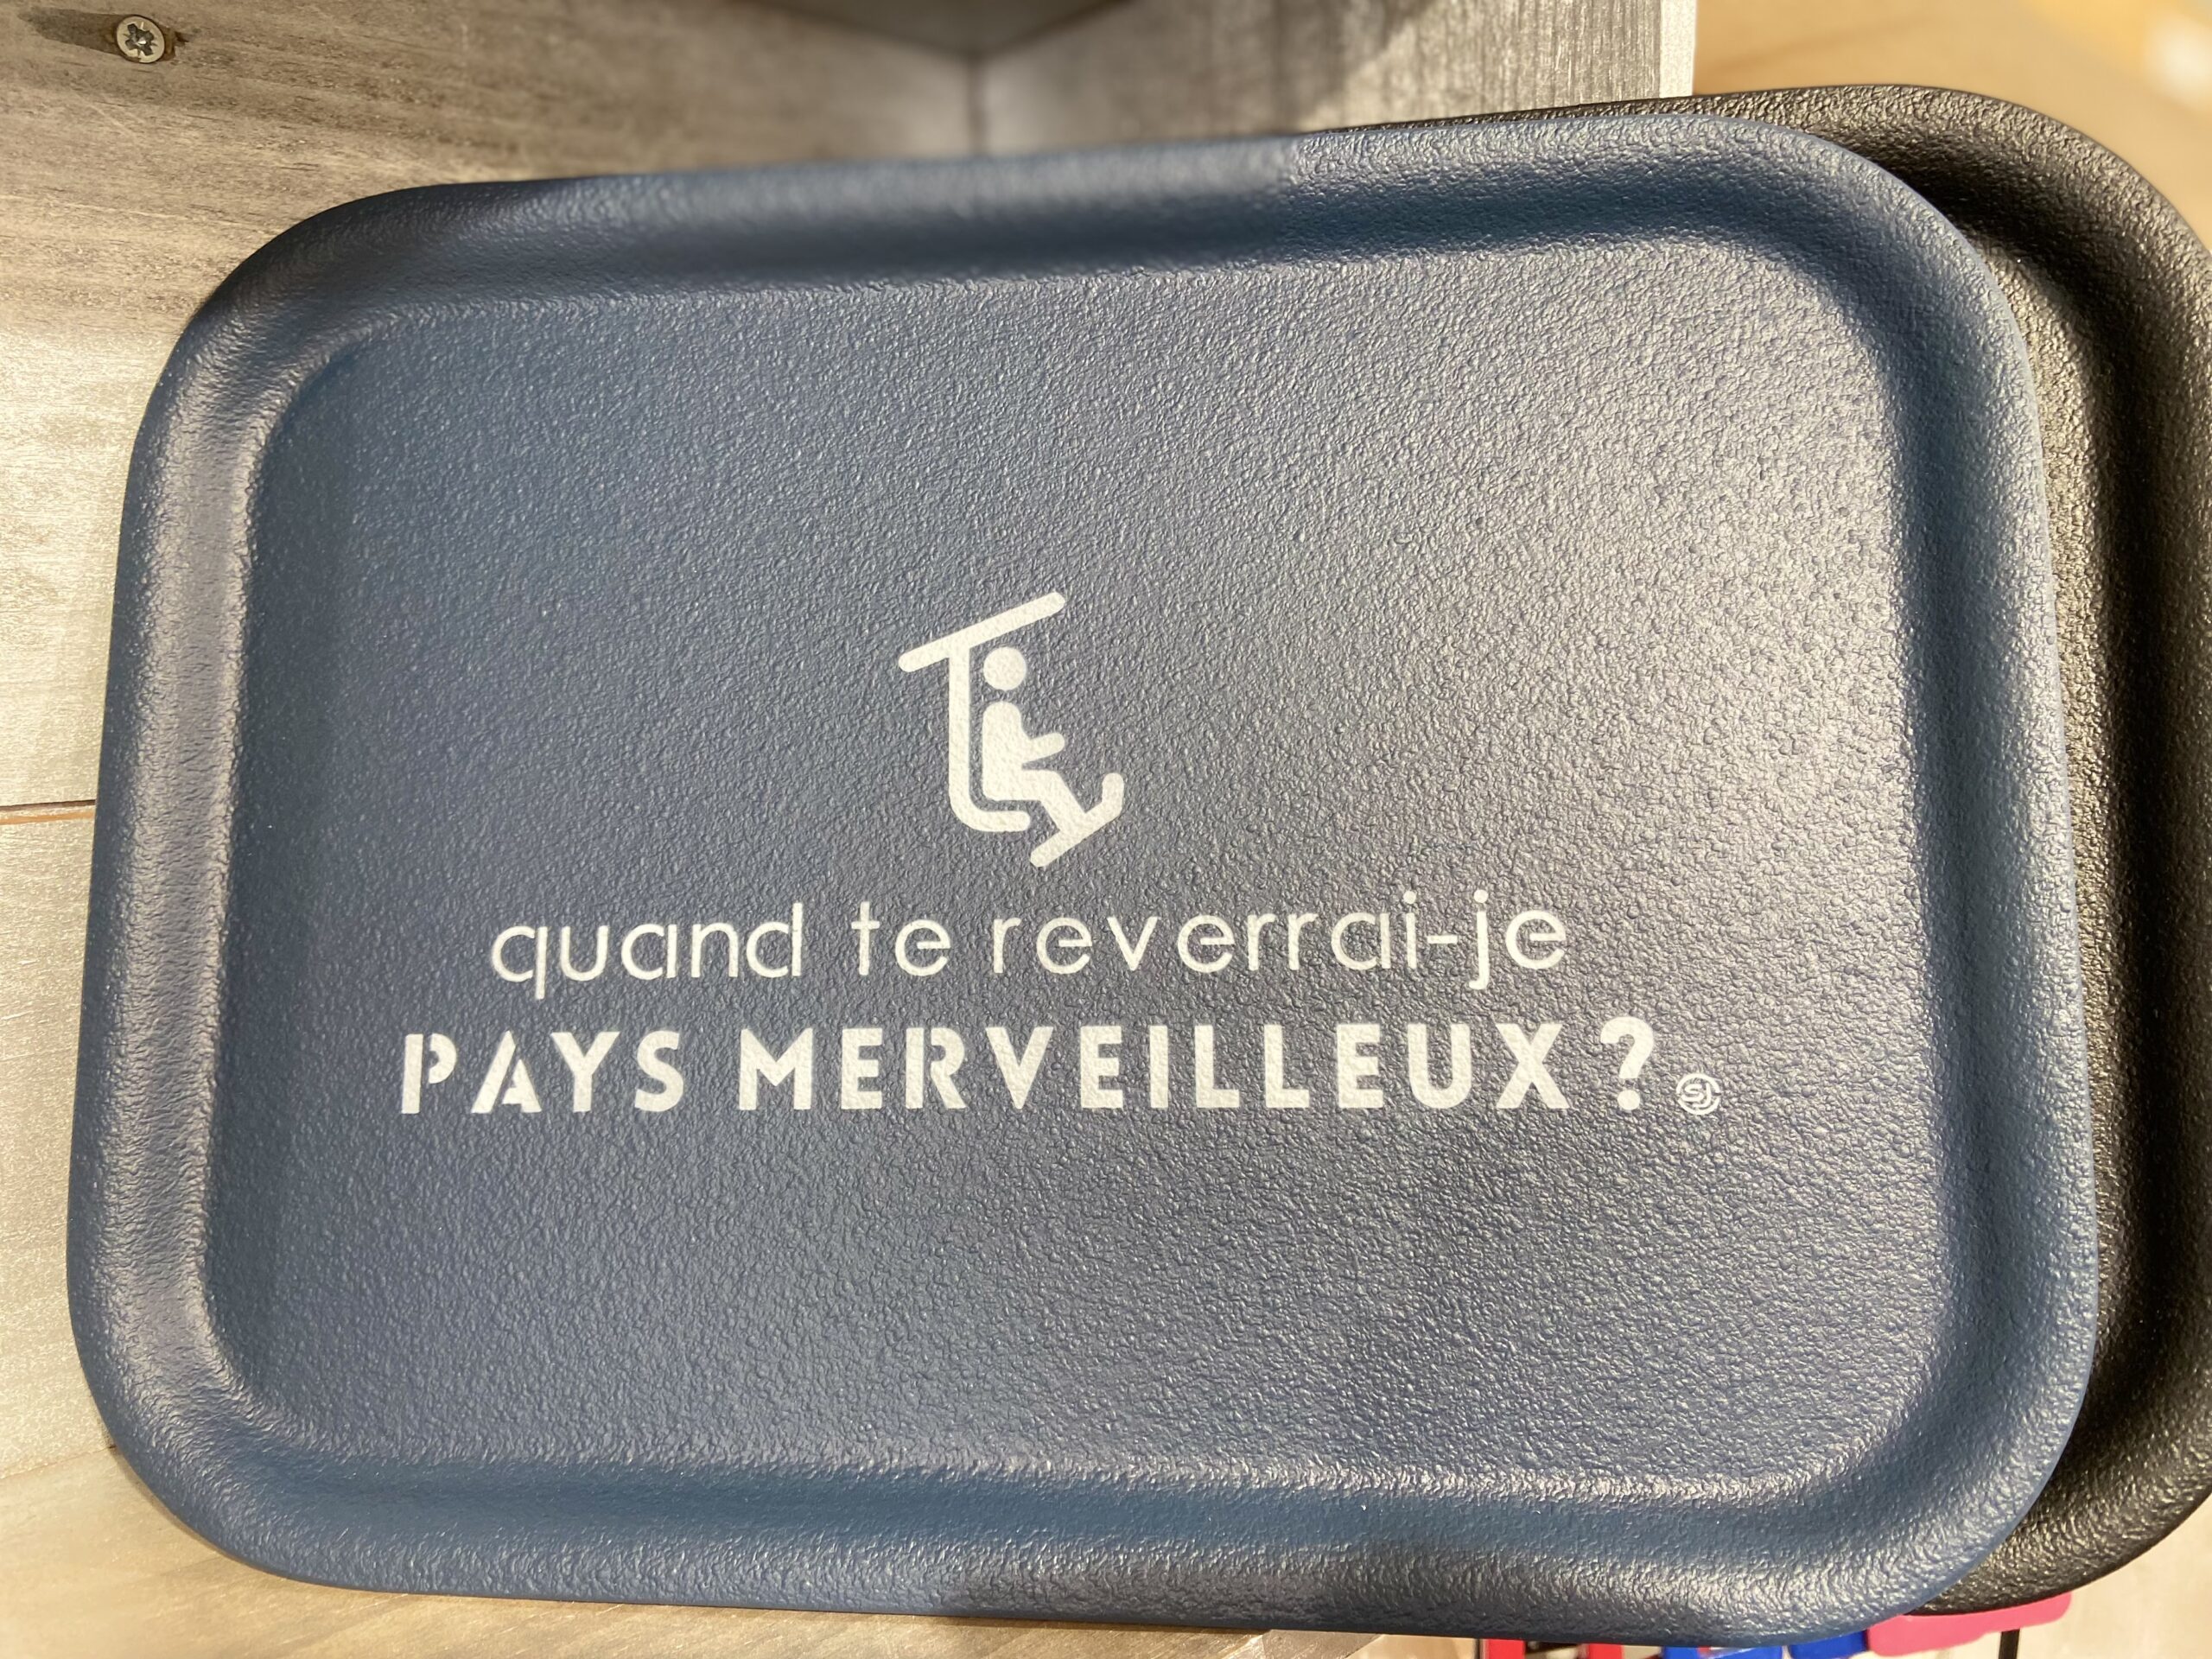 quand te reverrai-je
PAYS MERVEILLEUX ?